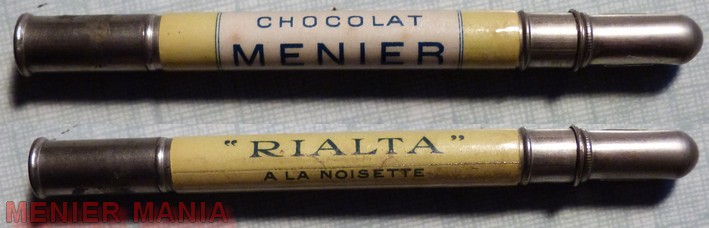 CHOCOLAT
MENIER
"RIALTA"
A LA NOISETTE
MENIER MANIA